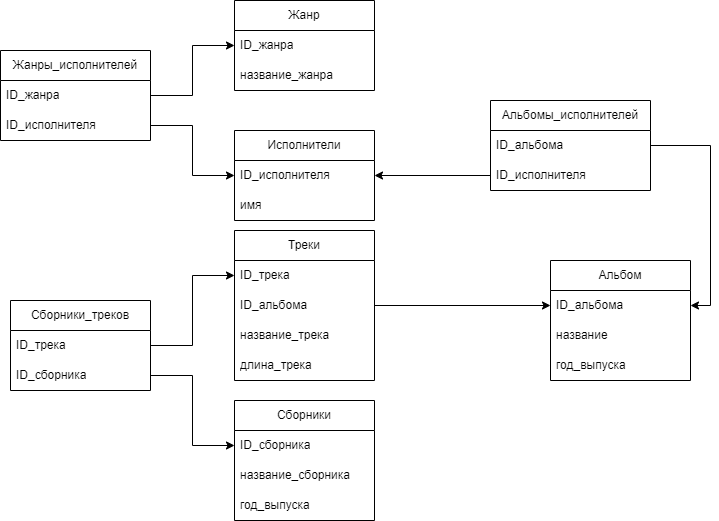 Жанр
ID_жанра
название_жанра
Жанры_исполнителей
ID_жанра
ID_исполнителя
Исполнители
ID_исполнителя
имя
Альбомы_исполнителей
ID_альбома
ID_исполнителя
Треки
ID_трека
ID_альбома
название_трека
длина_трека
Альбом
ID_альбома
название
год_выпуска
Сборники_треков
ID_трека
ID_сборника
Сборники
ID_сборника
название_сборника
год_выпуска